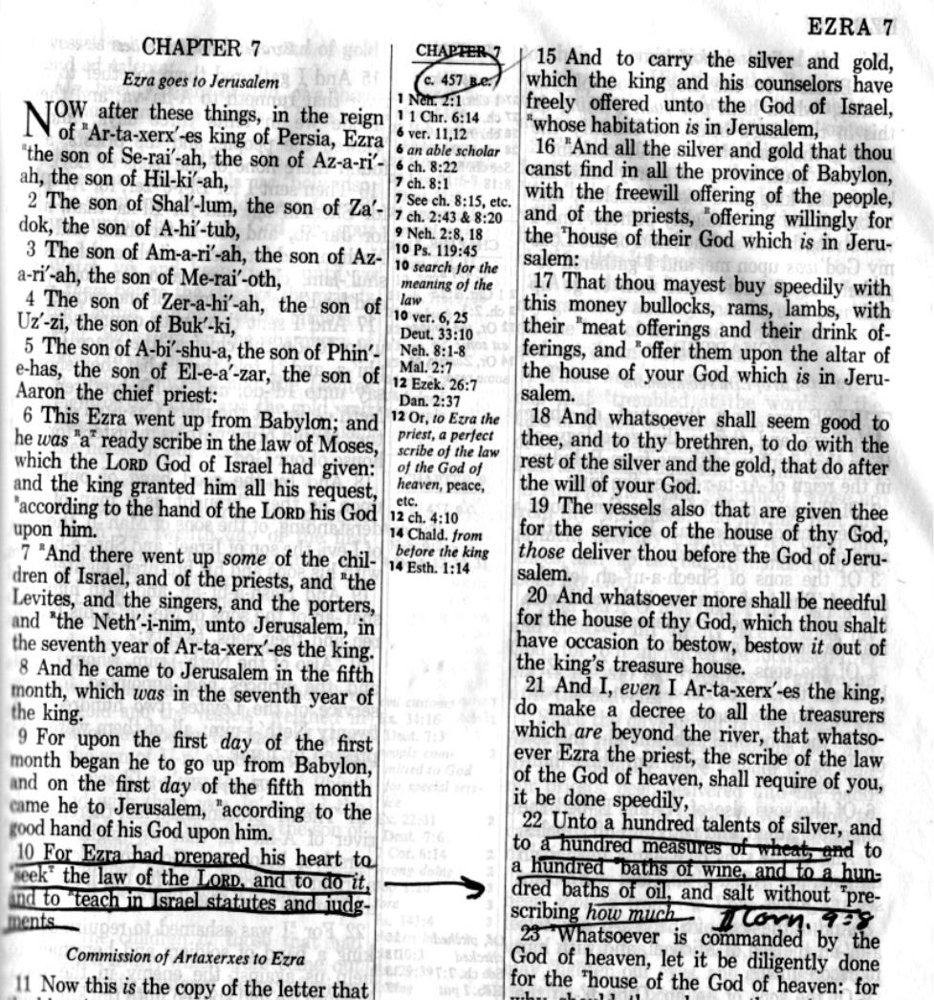 EZRA 7
CHAPTER 7
Ezra goes to Jerusalem
NOW after these things, in the reign
of ⁿAr-ta-xerx′-es king of Persia, Ezra
ⁿthe son of Se-rai′-ah, the son of Az-a-ri′-
ah, the son of Hil-ki′-ah,
2 The son of Shal′-lum, the son of Za′-
dok, the son of A-hi′-tub,
3 The son of Am-a-ri′-ah, the son of Az-
a-ri′-ah, the son of Me-rai′-oth,
4 The son of Zer-a-hi′-ah, the son of
Uz′-zi, the son of Buk′-ki,
5 The son of A-bi′-shu-a, the son of Phin′-
e-has, the son of El-e-a′-zar, the son of
Aaron the chief priest:
6 This Ezra went up from Babylon; and
he was ⁿaʳ ready scribe in the law of Moses,
which the LORD God of Israel had given:
and the king granted him all his request,
ⁿaccording to the hand of the LORD his God
upon him.
7 ⁿAnd there went up some of the chil-
dren of Israel, and of the priests, and ⁿthe
Levites, and the singers, and the porters,
and ⁿthe Neth′-i-nim, unto Jerusalem, in
the seventh year of Ar-ta-xerx′-es the king.
8 And he came to Jerusalem in the fifth
month, which was in the seventh year of
the king.
9 For upon the first day of the first
month began he to go up from Babylon,
and on the first day of the fifth month
came he to Jerusalem, ⁿaccording to the
good hand of his God upon him.
10 For Ezra had prepared his heart to
ⁿseekʳ the law of the LORD, and to do it,
and to ⁿteach in Israel statutes and judg-
ments.
Commission of Artaxerxes to Ezra
11 Now this is the copy of the letter that
CHAPTER 7
c. 457 B.C.
1 Neh. 2:1
1 1 Chr. 6:14
6 ver. 11,12
6 an able scholar
6 ch. 8:22
7 ch. 8:1
7 See ch. 8:15, etc.
7 ch. 2:43 & 8:20
9 Neh. 2:8, 18
10 Ps. 119:45
10 search for the
meaning of the
law
10 ver. 6, 25
Deut. 33:10
Neh. 8:1-8
Mal. 2:7
12 Ezek. 26:7
Dan. 2:37
12 Or, to Ezra the
priest, a perfect
scribe of the law
of the God of
heaven, peace,
etc.
12 ch. 4:10
14 Chald. from
before the king
14 Esth. 1:14
15 And to carry the silver and gold,
which the king and his counselors have
freely offered unto the God of Israel,
ⁿwhose habitation is in Jerusalem,
16 ⁿAnd all the silver and gold that thou
canst find in all the province of Babylon,
with the freewill offering of the people,
and of the priests, ⁿoffering willingly for
the ʳhouse of their God which is in Jeru-
salem:
17 That thou mayest buy speedily with
this money bullocks, rams, lambs, with
their ⁿmeat offerings and their drink of-
ferings, and ⁿoffer them upon the altar of
the house of your God which is in Jeru-
salem.
18 And whatsoever shall seem good to
thee, and to thy brethren, to do with the
rest of the silver and the gold, that do after
the will of your God.
19 The vessels also that are given thee
for the service of the house of thy God,
those deliver thou before the God of Jeru-
salem.
20 And whatsoever more shall be needful
for the house of thy God, which thou shalt
have occasion to bestow, bestow it out of
the king's treasure house.
21 And I, even I Ar-ta-xerx′-es the king,
do make a decree to all the treasurers
which are beyond the river, that whatso-
ever Ezra the priest, the scribe of the law
of the God of heaven, shall require of you,
it be done speedily,
22 Unto a hundred talents of silver, and
to a hundred measures of wheat, and to
a hundred ⁿbaths of wine, and to a hun-
dred baths of oil, and salt without ʳpre-
scribing how much.
II Corn. 9:8
23 ⁿWhatsoever is commanded by the
God of heaven, let it be diligently done
for the ʳhouse of the God of heaven: for